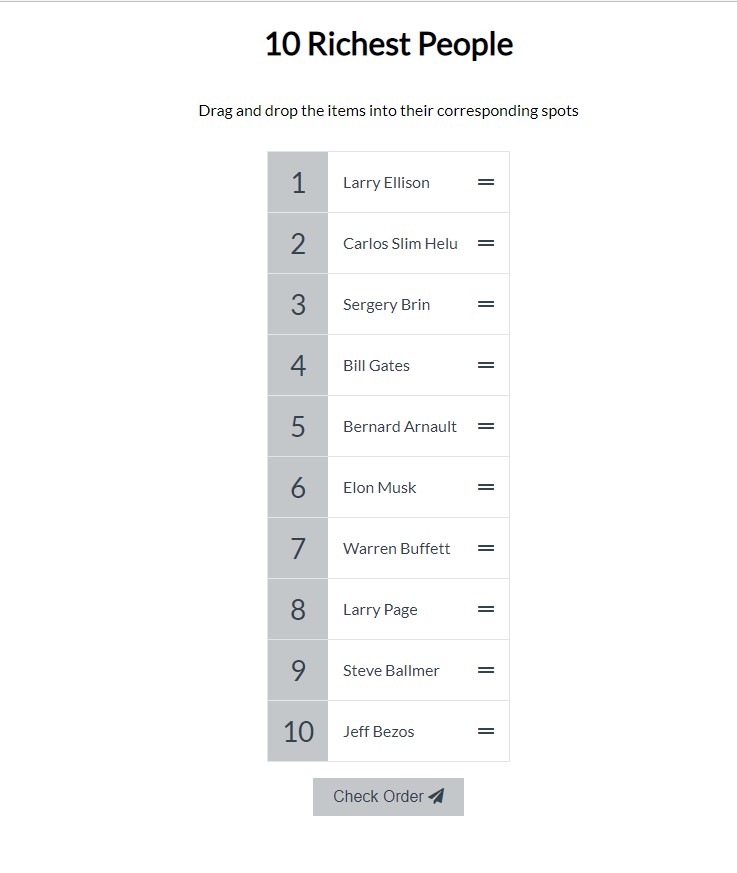 10 Richest People
Drag and drop the items into their corresponding spots
1 Larry Ellison
2 Carlos Slim Helu
3 Sergery Brin
4 Bill Gates
5 Bernard Arnault
6 Elon Musk
7 Warren Buffett
8 Larry Page
9 Steve Ballmer
10 Jeff Bezos
Check Order